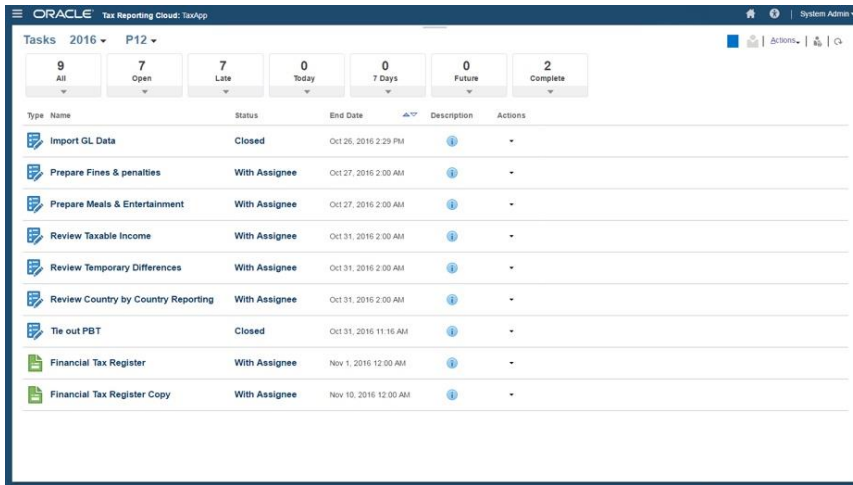 ORACLE Tax Reporting Cloud: TaxApp System Admin
Tasks 2016 P12 Actions
9 7 7 0 0 0 2
All Open Late Today 7 Days Future Complete
Type Name Status End Date Description Actions
Import GL Data Closed Oct 26, 2016 2:29 PM
Prepare Fines & penalties With Assignee Oct 27, 2016 2:00 AM
Prepare Meals & Entertainment With Assignee Oct 27, 2016 2:00 AM
Review Taxable Income With Assignee Oct 31, 2016 2:00 AM
Review Temporary Differences With Assignee Oct 31, 2016 2:00 AM
Review Country by Country Reporting With Assignee Oct 31, 2016 2:00 AM
Tie out PBT Closed Oct 31, 2016 11:16 AM
Financial Tax Register With Assignee Nov 1, 2016 12:00 AM
Financial Tax Register Copy With Assignee Nov 10, 2016 12:00 AM